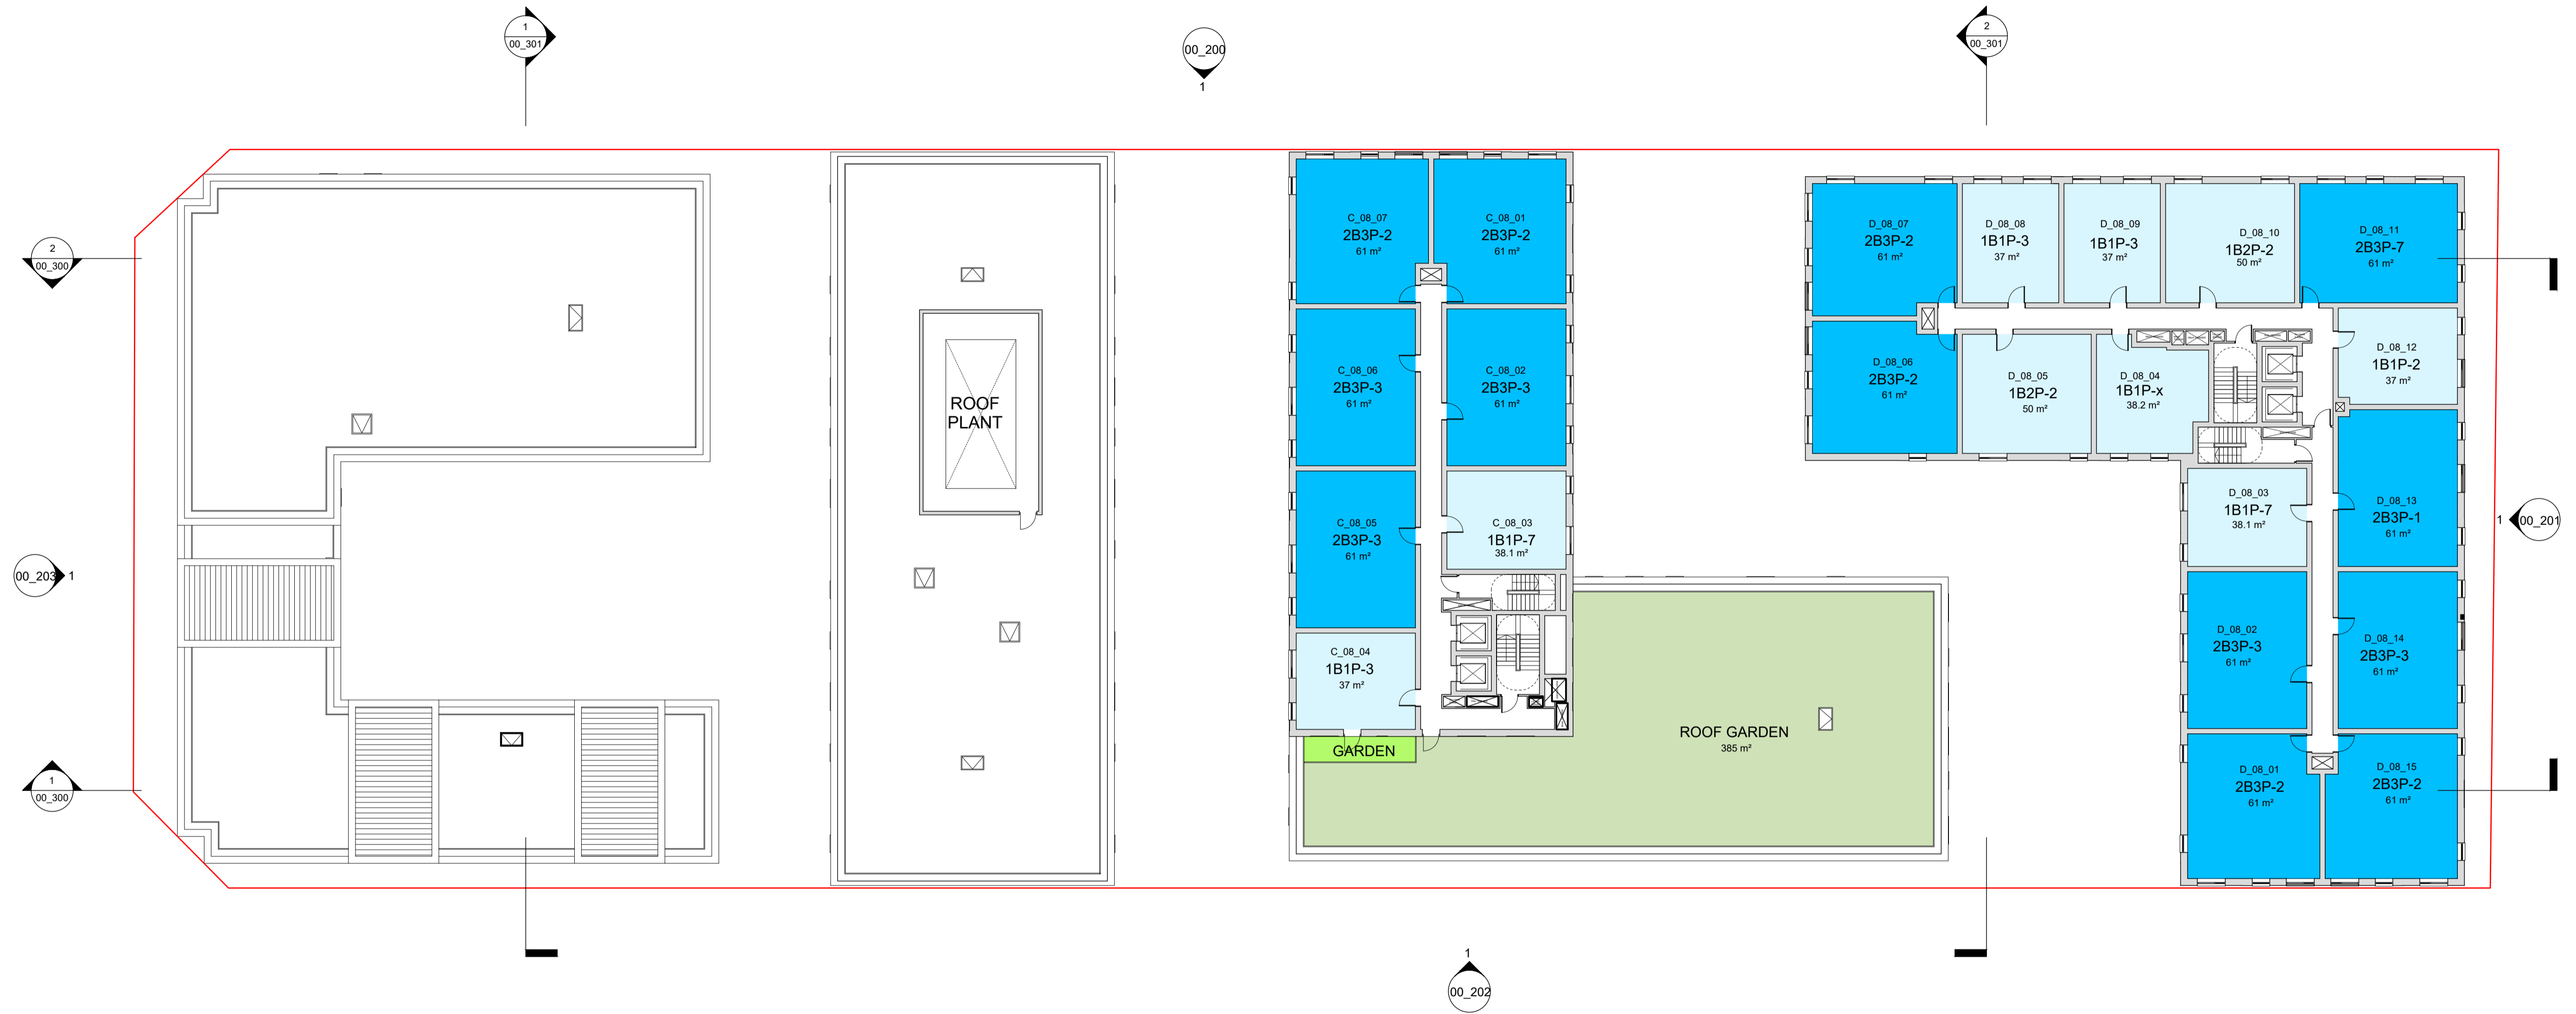 1
00_301
00_200
1
2
00_301
2
00_300
00_203
1
1
00_300
ROOF
PLANT
C_08_07
2B3P-2
61 m²
C_08_01
2B3P-2
61 m²
C_08_06
2B3P-3
61 m²
C_08_02
2B3P-3
61 m²
C_08_05
2B3P-3
61 m²
C_08_03
1B1P-7
38.1 m²
C_08_04
1B1P-3
37 m²
GARDEN
ROOF GARDEN
385 m²
D_08_07
2B3P-2
61 m²
D_08_08
1B1P-3
37 m²
D_08_09
1B1P-3
37 m²
D_08_10
1B2P-2
50 m²
D_08_11
2B3P-7
61 m²
D_08_06
2B3P-2
61 m²
D_08_05
1B2P-2
50 m²
D_08_04
1B1P-x
38.2 m²
D_08_12
1B1P-2
37 m²
D_08_03
1B1P-7
38.1 m²
D_08_13
2B3P-1
61 m²
D_08_02
2B3P-3
61 m²
D_08_14
2B3P-3
61 m²
D_08_01
2B3P-2
61 m²
D_08_15
2B3P-2
61 m²
1
00_201
1
00_202